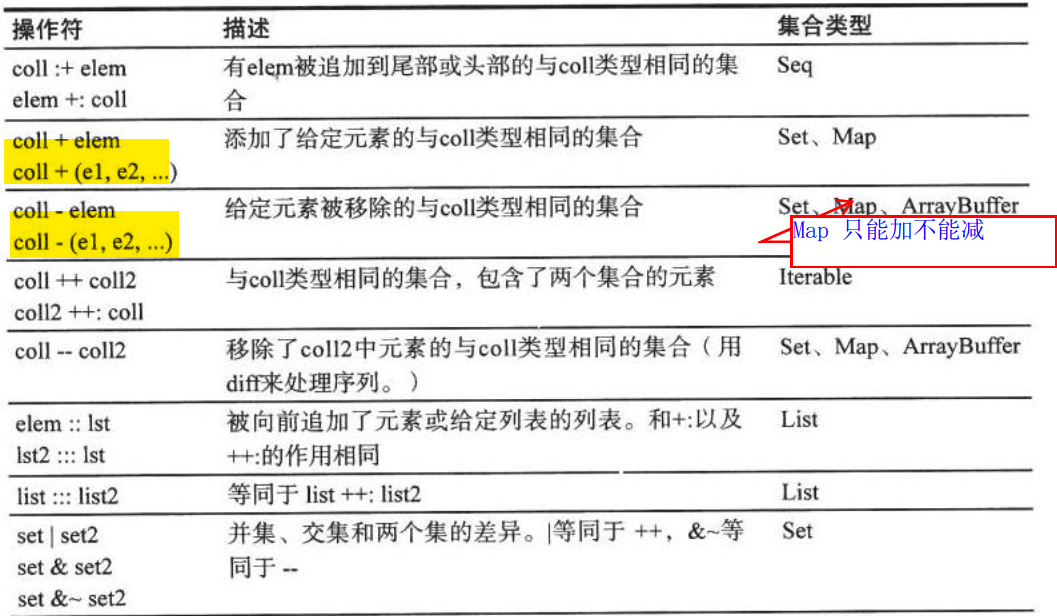 操作符 描述 集合类型
coll :+ elem 有elem被追加到尾部或头部的与coll类型相同的集 Seq
elem +: coll 合
coll + elem 添加了给定元素的与coll类型相同的集合 Set、Map
coll + (e1, e2, ...)
coll - elem 给定元素被移除的与coll类型相同的集合 Set、Map、ArrayBuffer
coll - (e1, e2, ...) Map 只能加不能减
coll ++ coll2 与coll类型相同的集合，包含了两个集合的元素 Iterable
coll2 ++: coll
coll -- coll2 移除了coll2中元素的与coll类型相同的集合（用 Set、Map、ArrayBuffer
diff来处理序列。）
elem :: lst 被向前追加了元素或给定列表的列表。和+:以及 List
lst2 ::: lst ++:的作用相同
list ::: list2 等同于 list ++: list2 List
set | set2 并集、交集和两个集的差异。|等同于 ++，&~等 Set
set & set2 同于 --
set &~ set2